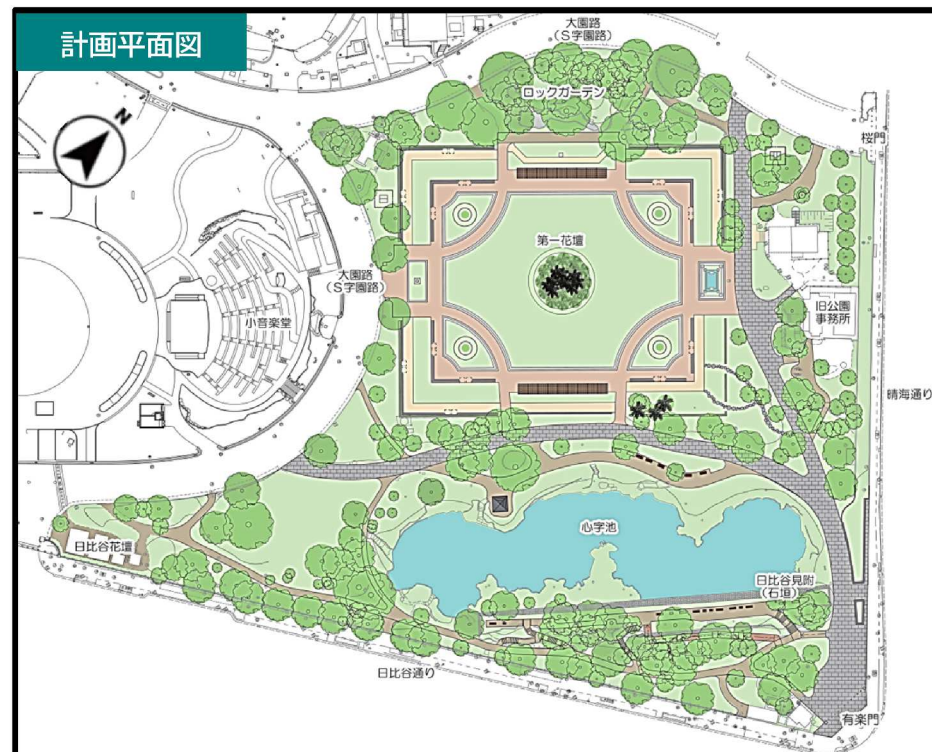 計画平面図
大園路
(S字園路)
ロックガーデン
桜門
N
第一花壇
大園路
(S字園路)
小音楽堂
旧公園
事務所
晴海通り
心字池
日比谷花壇
日比谷見附
(石垣)
日比谷通り
有楽門